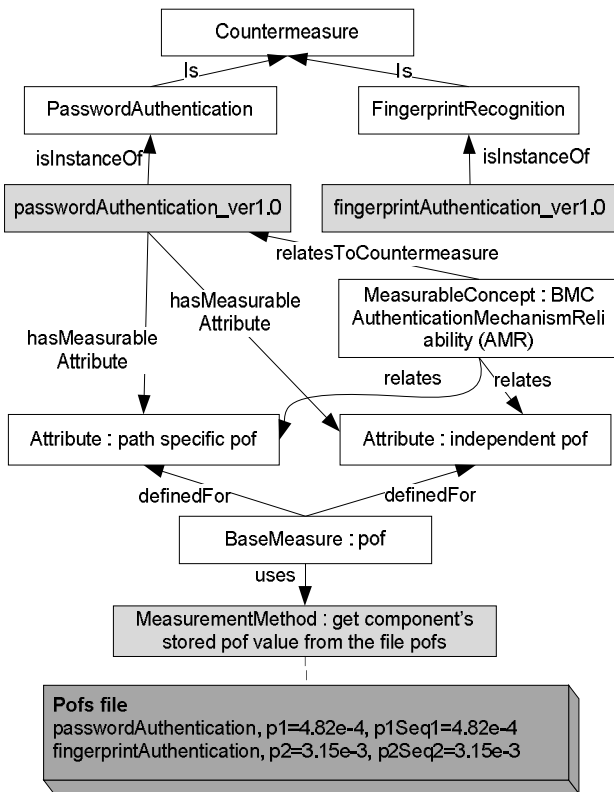 Countermeasure
Is
Is
PasswordAuthentication
FingerprintRecognition
isInstanceOf
isInstanceOf
passwordAuthentication_ver1.0
fingerprintAuthentication_ver1.0
relatesToCountermeasure
hasMeasurable
Attribute
MeasurableConcept : BMC
AuthenticationMechanismReli
ability (AMR)
hasMeasurable
Attribute
relates
relates
Attribute : path specific pof
Attribute : independent pof
definedFor
definedFor
BaseMeasure : pof
uses
MeasurementMethod : get component's
stored pof value from the file pofs
Pofs file
passwordAuthentication, p1=4.82e-4, p1Seq1=4.82e-4
fingerprintAuthentication, p2=3.15e-3, p2Seq2=3.15e-3